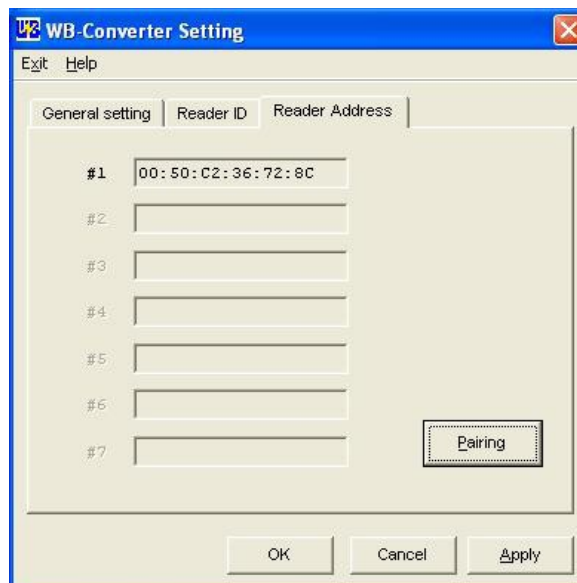 WB-Converter Setting
Exit Help
General setting Reader ID Reader Address
#1 00:50:C2:36:72:8C
#2
#3
#4
#5
#6
#7
Pairing
OK Cancel Apply